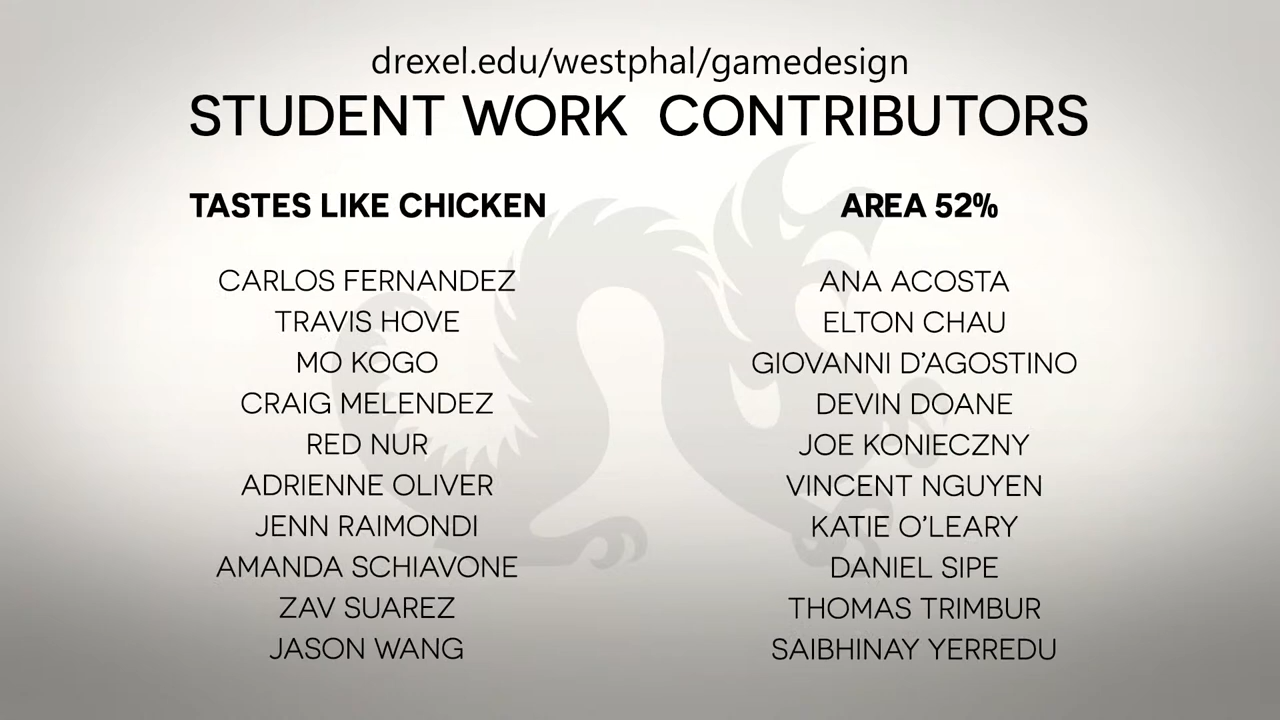 drexel.edu/westphal/gamedesign
STUDENT WORK CONTRIBUTORS
TASTES LIKE CHICKEN
CARLOS FERNANDEZ
TRAVIS HOVE
MO KOGO
CRAIG MELENDEZ
RED NUR
ADRIENNE OLIVER
JENN RAIMONDI
AMANDA SCHIAVONE
ZAV SUAREZ
JASON WANG
AREA 52%
ANA ACOSTA
ELTON CHAU
GIOVANNI D’AGOSTINO
DEVIN DOANE
JOE KONIECZNY
VINCENT NGUYEN
KATIE O’LEARY
DANIEL SIPE
THOMAS TRIMBUR
SAIBHINAY YERREDU